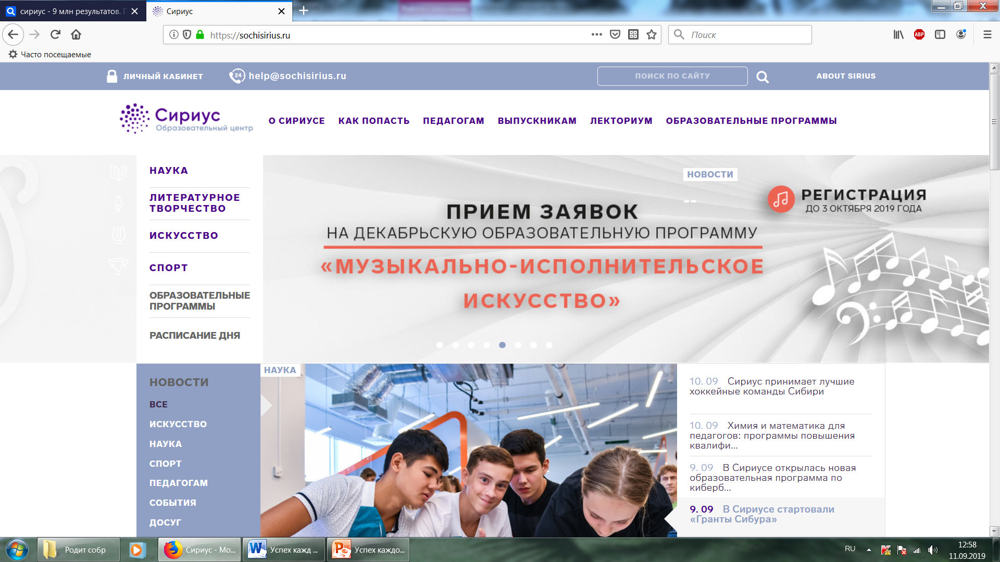 сириус - 9 млн результатов.
Сириус
https://sochisirius.ru
Поиск
ABP
Часто посещаемые
ЛИЧНЫЙ КАБИНЕТ
24
help@sochisirius.ru
ПОИСК ПО САЙТУ
ABOUT SIRIUS
Сириус
Образовательный центр
О СИРИУСЕ
КАК ПОПАСТЬ
ПЕДАГОГАМ
ВЫПУСКНИКАМ
ЛЕКТОРИУМ
ОБРАЗОВАТЕЛЬНЫЕ ПРОГРАММЫ
НАУКА
ЛИТЕРАТУРНОЕ
ТВОРЧЕСТВО
ИСКУССТВО
СПОРТ
ОБРАЗОВАТЕЛЬНЫЕ
ПРОГРАММЫ
РАСПИСАНИЕ ДНЯ
НОВОСТИ
--
РЕГИСТРАЦИЯ
ДО 3 ОКТЯБРЯ 2019 ГОДА
ПРИЕМ ЗАЯВОК
НА ДЕКАБРЬСКУЮ ОБРАЗОВАТЕЛЬНУЮ ПРОГРАММУ
«МУЗЫКАЛЬНО-ИСПОЛНИТЕЛЬСКОЕ
ИСКУССТВО»
НОВОСТИ
ВСЕ
ИСКУССТВО
НАУКА
СПОРТ
ПЕДАГОГАМ
СОБЫТИЯ
ДОСУГ
НАУКА
10. 09 Сириус принимает лучшие
хоккейные команды Сибири
10. 09 Химия и математика для
педагогов: программы повышения
квалифи...
9. 09 В Сириусе открылась новая
образовательная программа по
киберб...
9. 09 В Сириусе стартовали
«Гранты Сибура»
Родит собр
Сириус - Mo...
Успех кажд ...
Успех каждо...
RU
12:58
11.09.2019